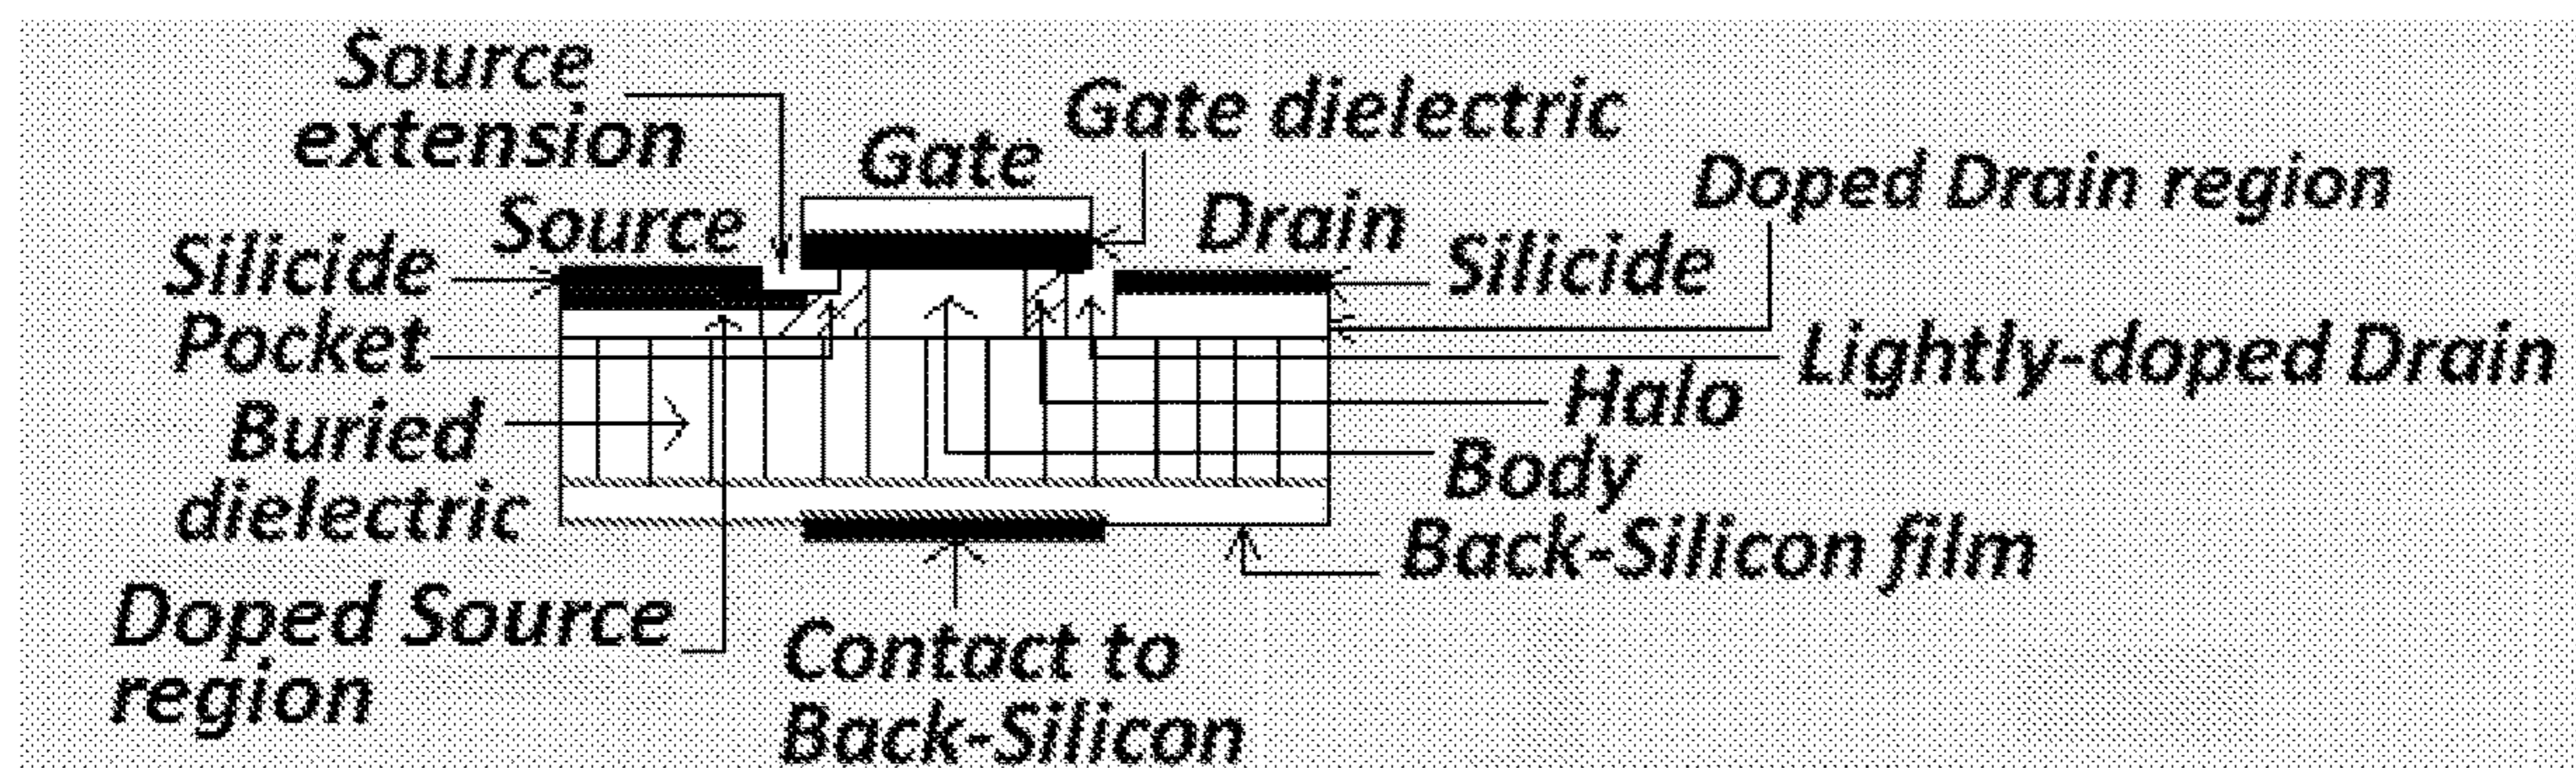 Source
extension
Gate dielectric
Gate
Doped Drain region
Source
Drain
Silicide
Silicide
Pocket
Lightly-doped Drain
Halo
Buried
dielectric
Body
Back-Silicon film
Doped Source
region
Contact to
Back-Silicon